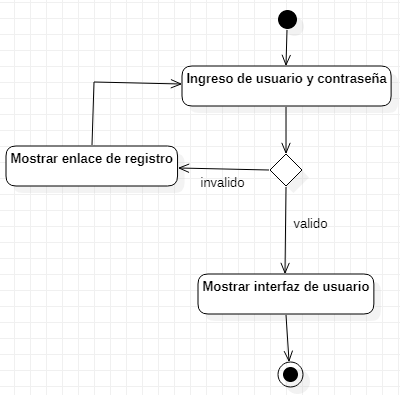 Ingreso de usuario y contraseña
Mostrar enlace de registro
invalido
valido
Mostrar interfaz de usuario